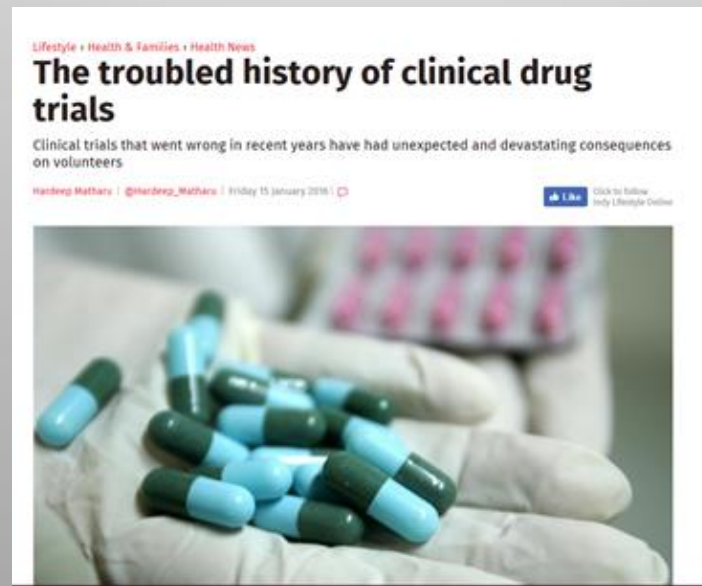 Lifestyle › Health & Families › Health News
The troubled history of clinical drug
trials
Clinical trials that went wrong in recent years have had unexpected and devastating consequences
on volunteers
Hardeep Matharu | @Hardeep_Matharu | Friday 15 January 2016 |
Like
Click to follow
Indy Lifestyle Online